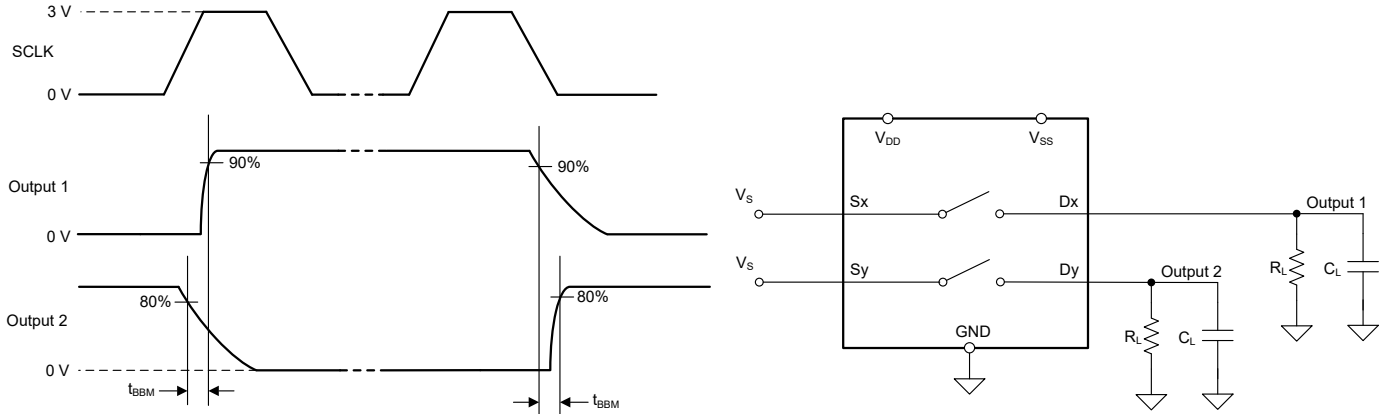 3 V
SCLK
0 V
90%
90%
Output 1
0 V
80%
80%
Output 2
0 V
tBBM
tBBM
VDD
VSS
VS
Sx
Dx
Output 1
VS
Sy
Dy
Output 2
RL
CL
GND
RL
CL